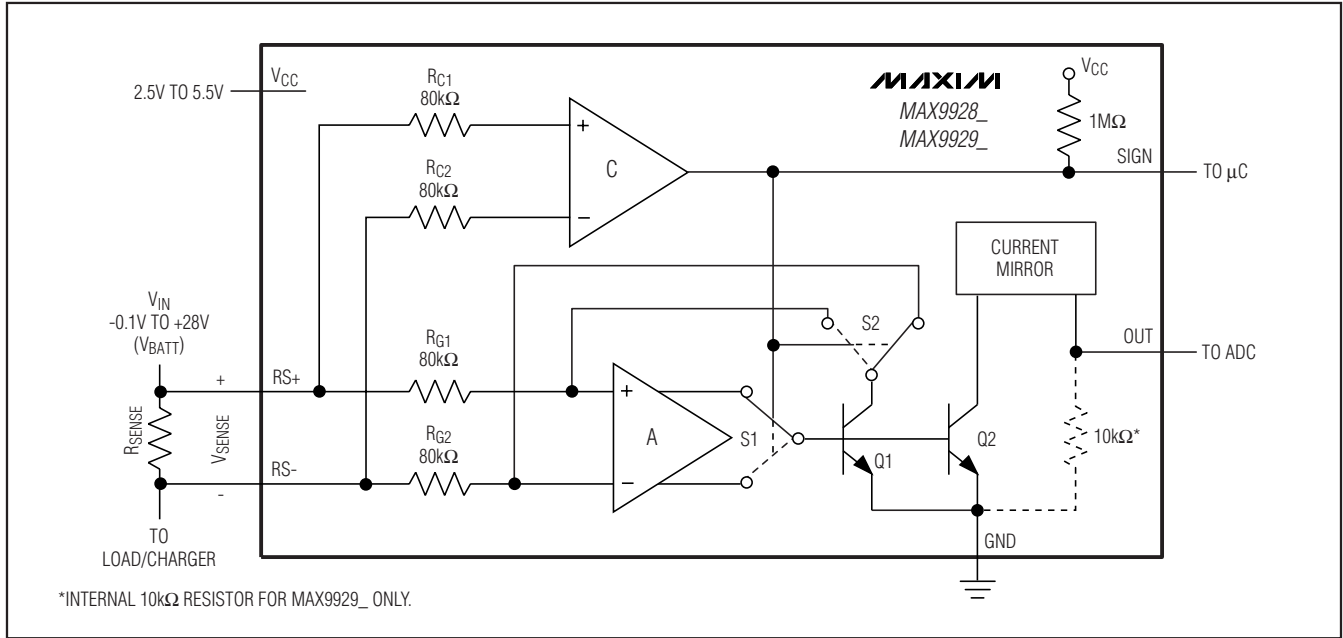 2.5V TO 5.5V
VCC
RC1
80kΩ
MAXIM
MAX9928_
MAX9929_
VCC
1MΩ
+
C
SIGN
TO µC
RC2
80kΩ
−
CURRENT
MIRROR
VIN
-0.1V TO +28V
(VBATT)
S2
RG1
80kΩ
OUT
TO ADC
+
RS+
+
RSENSE
VSENSE
A
S1
10kΩ*
RG2
80kΩ
Q1
Q2
RS-
-
−
TO
LOAD/CHARGER
GND
*INTERNAL 10kΩ RESISTOR FOR MAX9929_ ONLY.